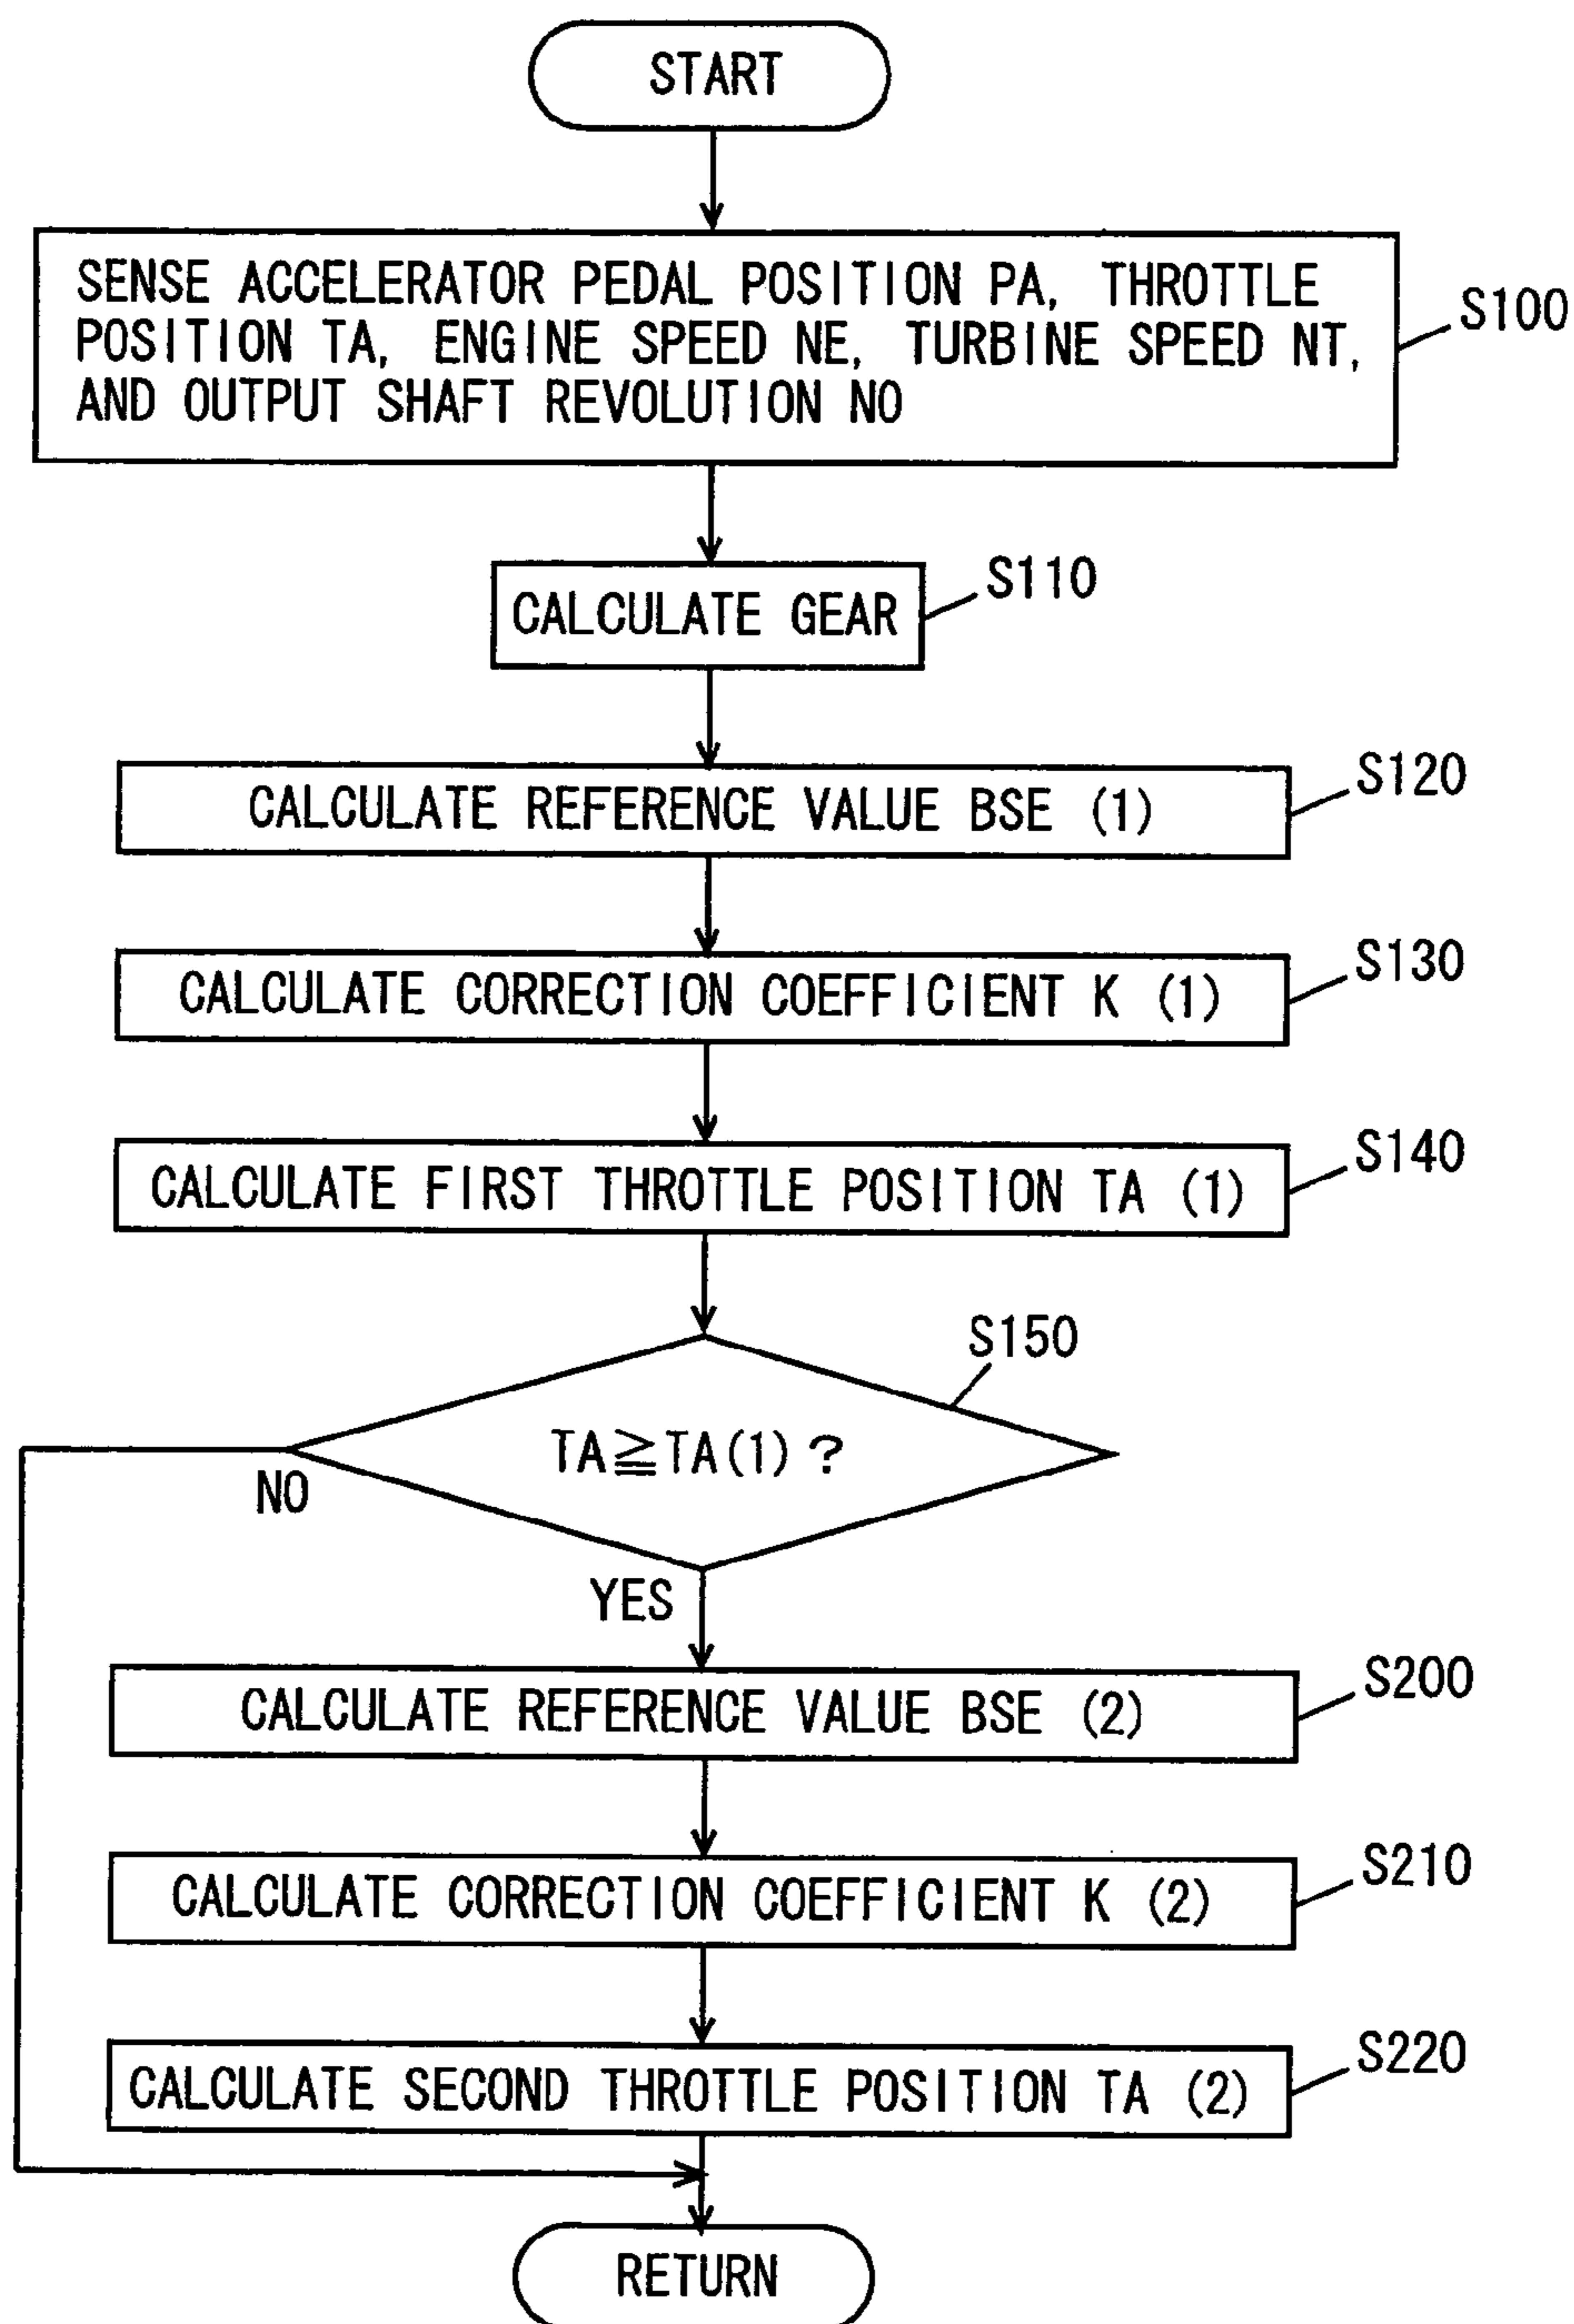 START
SENSE ACCELERATOR PEDAL POSITION PA, THROTTLE
POSITION TA, ENGINE SPEED NE, TURBINE SPEED NT,
AND OUTPUT SHAFT REVOLUTION NO
S100
CALCULATE GEAR
S110
CALCULATE REFERENCE VALUE BSE (1)
S120
CALCULATE CORRECTION COEFFICIENT K (1)
S130
CALCULATE FIRST THROTTLE POSITION TA (1)
S140
S150
TA≧TA(1) ?
NO
YES
CALCULATE REFERENCE VALUE BSE (2)
S200
CALCULATE CORRECTION COEFFICIENT K (2)
S210
CALCULATE SECOND THROTTLE POSITION TA (2)
S220
RETURN